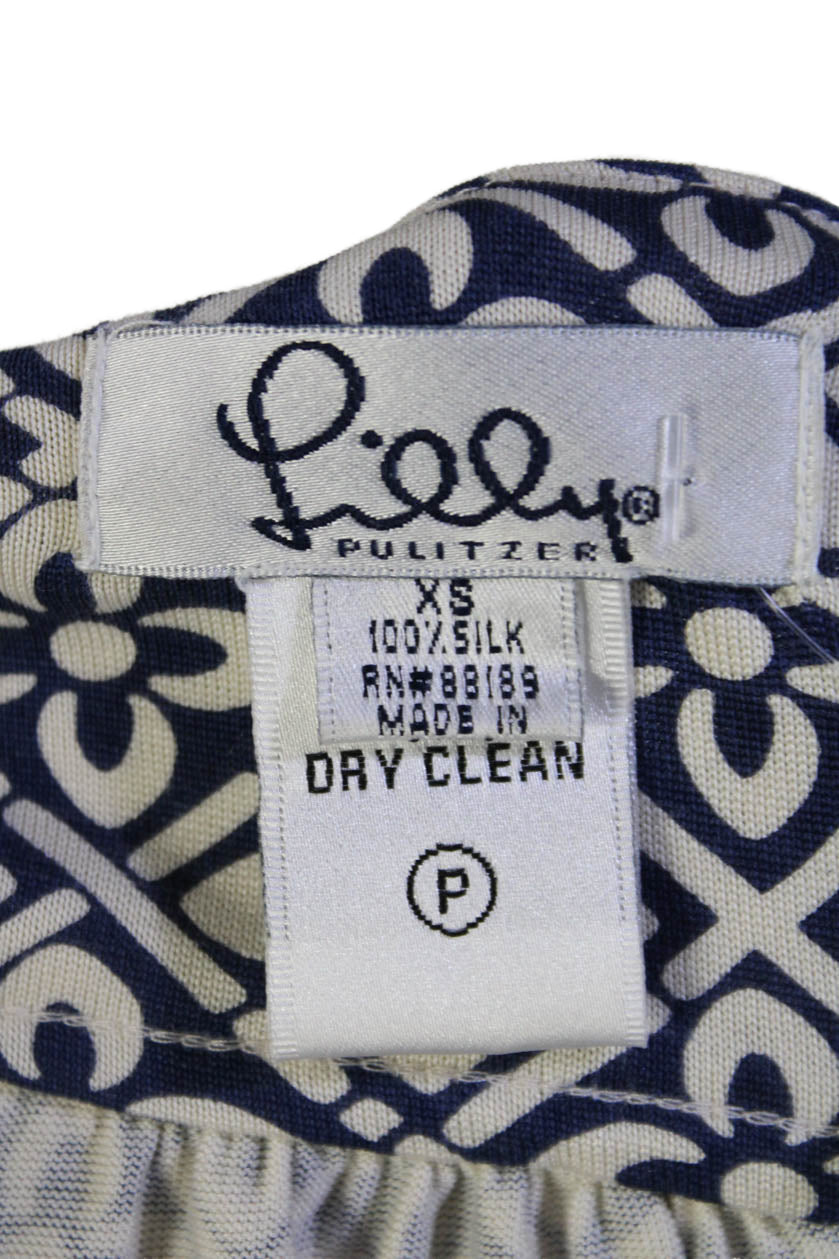 Lilly®
PULITZER
XS
100% SILK
RN#88189
MADE IN
DRY CLEAN
P